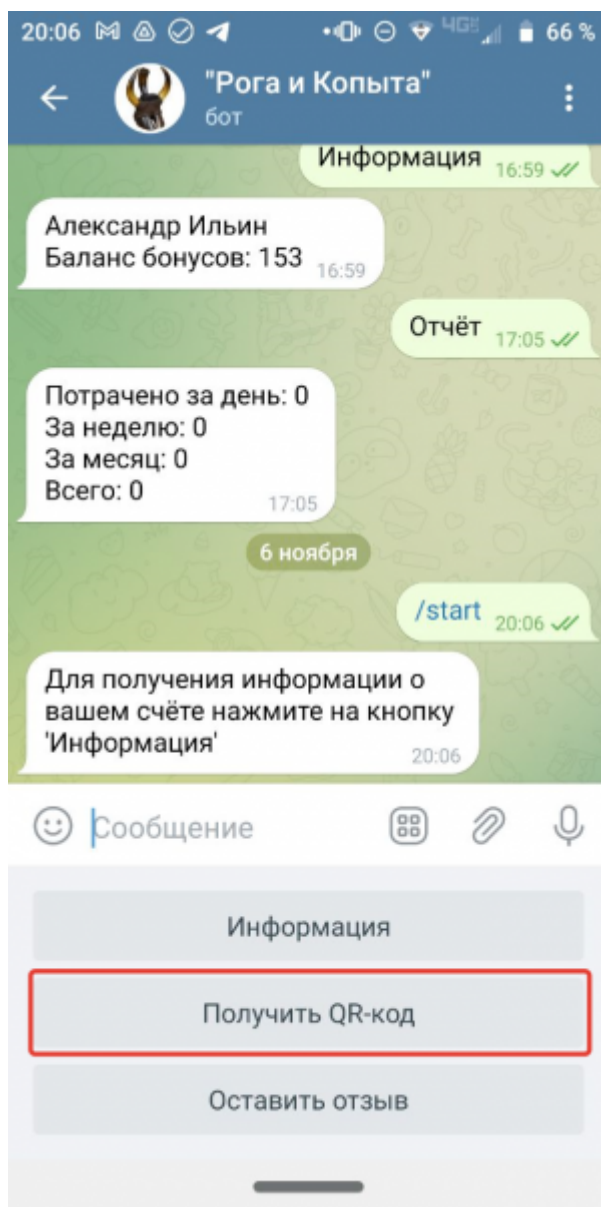 20:06 66 %
"Рога и Копыта"
бот
Информация 16:59
Александр Ильин
Баланс бонусов: 153 16:59
Отчёт 17:05
Потрачено за день: 0
За неделю: 0
За месяц: 0
Всего: 0 17:05
6 ноября
/start 20:06
Для получения информации о
вашем счёте нажмите на кнопку
'Информация' 20:06
Сообщение
Информация
Получить QR-код
Оставить отзыв